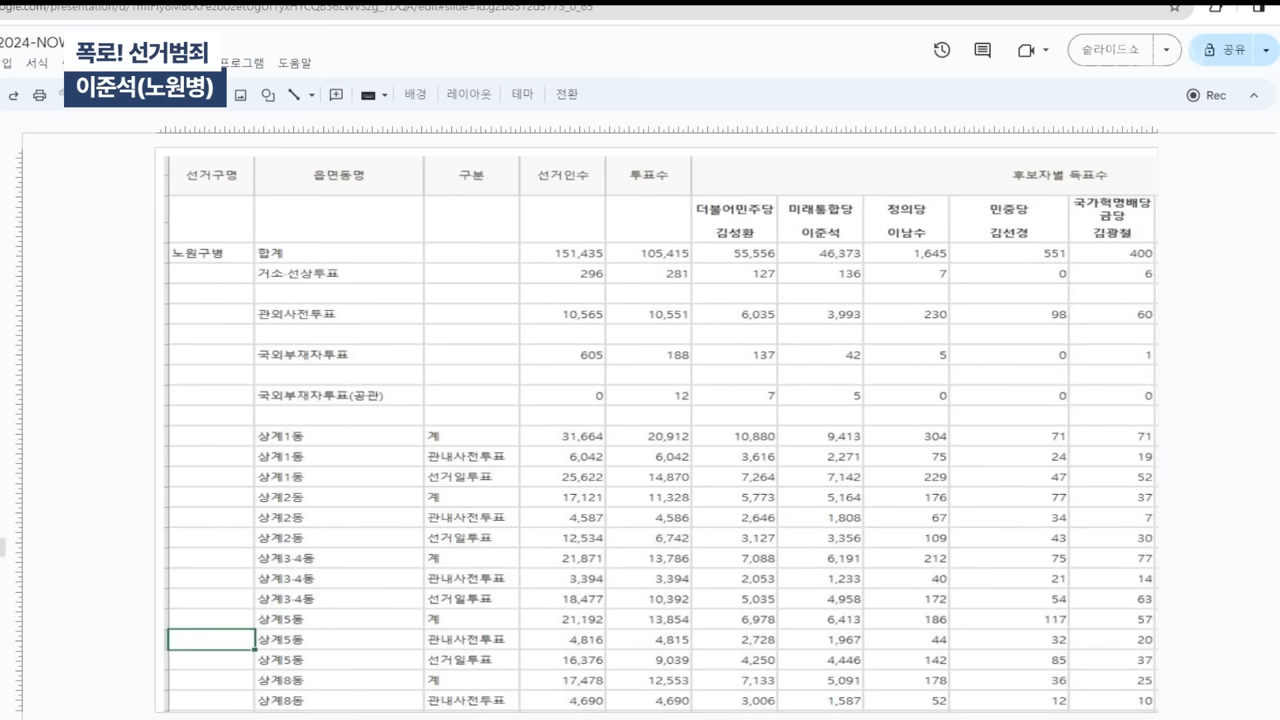 ogle.com/presentation/d/
2024-NOW
입 서식 프로그램 도움말
폭로! 선거범죄
이준석(노원병)
슬라이드쇼 공유
배경 레이아웃 테마 전환 Rec
선거구명 읍면동명 구분 선거인수 투표수 후보자별 득표수
더불어민주당 미래통합당 정의당 민중당 국가혁명배당금당
김성환 이준석 이남수 김선경 김광철
노원구병 합계 151,435 105,415 55,556 46,373 1,645 551 400
거소·선상투표 296 281 127 136 7 0 6
관외사전투표 10,565 10,551 6,035 3,993 230 98 60
국외부재자투표 605 188 137 42 5 0 1
국외부재자투표(공관) 0 12 7 5 0 0 0
상계1동 계 31,664 20,912 10,880 9,413 304 71 71
상계1동 관내사전투표 6,042 6,042 3,616 2,271 75 24 19
상계1동 선거일투표 25,622 14,870 7,264 7,142 229 47 52
상계2동 계 17,121 11,328 5,773 5,164 176 77 37
상계2동 관내사전투표 4,587 4,586 2,646 1,808 67 34 7
상계2동 선거일투표 12,534 6,742 3,127 3,356 109 43 30
상계3·4동 계 21,871 13,786 7,088 6,191 212 75 77
상계3·4동 관내사전투표 3,394 3,394 2,053 1,233 40 21 14
상계3·4동 선거일투표 18,477 10,392 5,035 4,958 172 54 63
상계5동 계 21,192 13,854 6,978 6,413 186 117 57
상계5동 관내사전투표 4,816 4,815 2,728 1,967 44 32 20
상계5동 선거일투표 16,376 9,039 4,250 4,446 142 85 37
상계8동 계 17,478 12,553 7,133 5,091 178 36 25
상계8동 관내사전투표 4,690 4,690 3,006 1,587 52 12 10